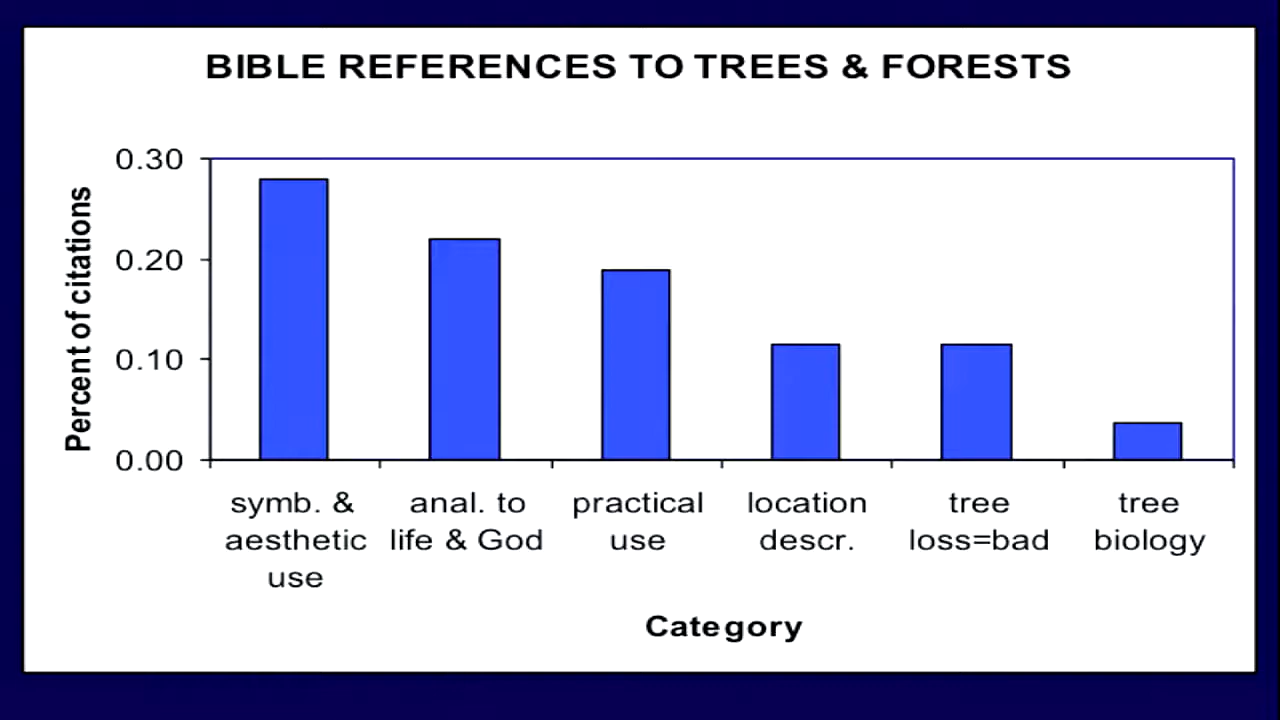 BIBLE REFERENCES TO TREES & FORESTS
0.30
0.20
0.10
0.00
Percent of citations
symb. & aesthetic use
anal. to life & God
practical use
location descr.
tree loss=bad
tree biology
Category